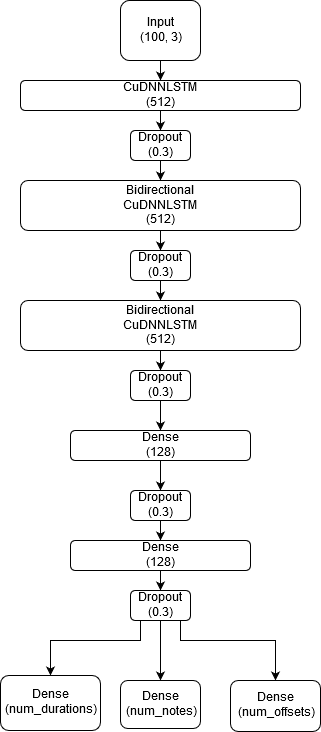 Input
(100, 3)
CuDNNLSTM
(512)
Dropout
(0.3)
Bidirectional
CuDNNLSTM
(512)
Dropout
(0.3)
Bidirectional
CuDNNLSTM
(512)
Dropout
(0.3)
Dense
(128)
Dropout
(0.3)
Dense
(128)
Dropout
(0.3)
Dense
(num_durations)
Dense
(num_notes)
Dense
(num_offsets)